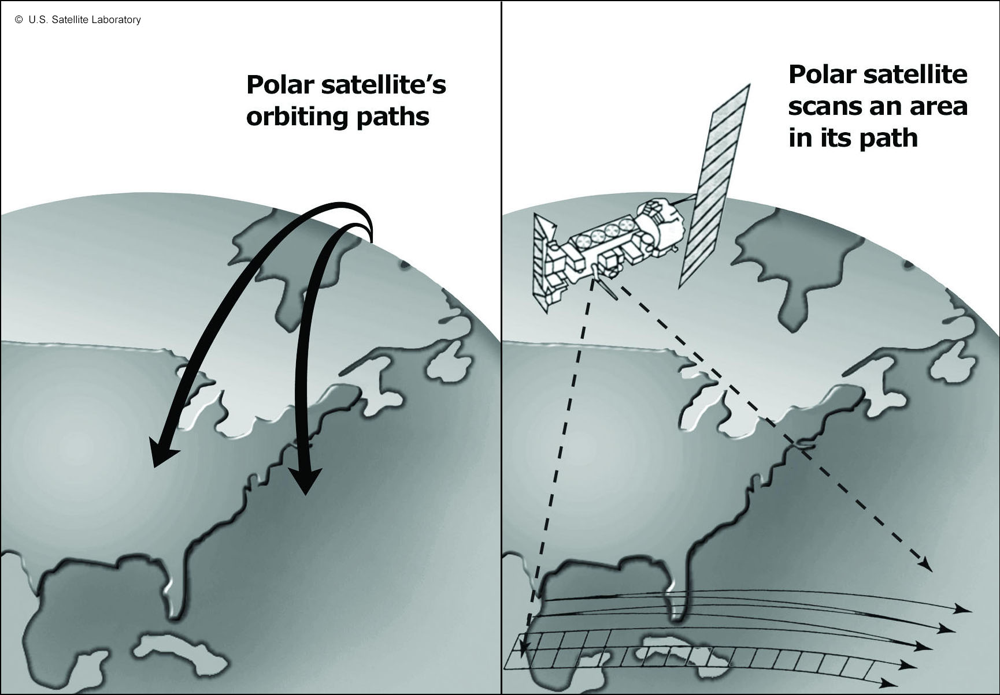 © U.S. Satellite Laboratory
Polar satellite’s
orbiting paths
Polar satellite
scans an area
in its path